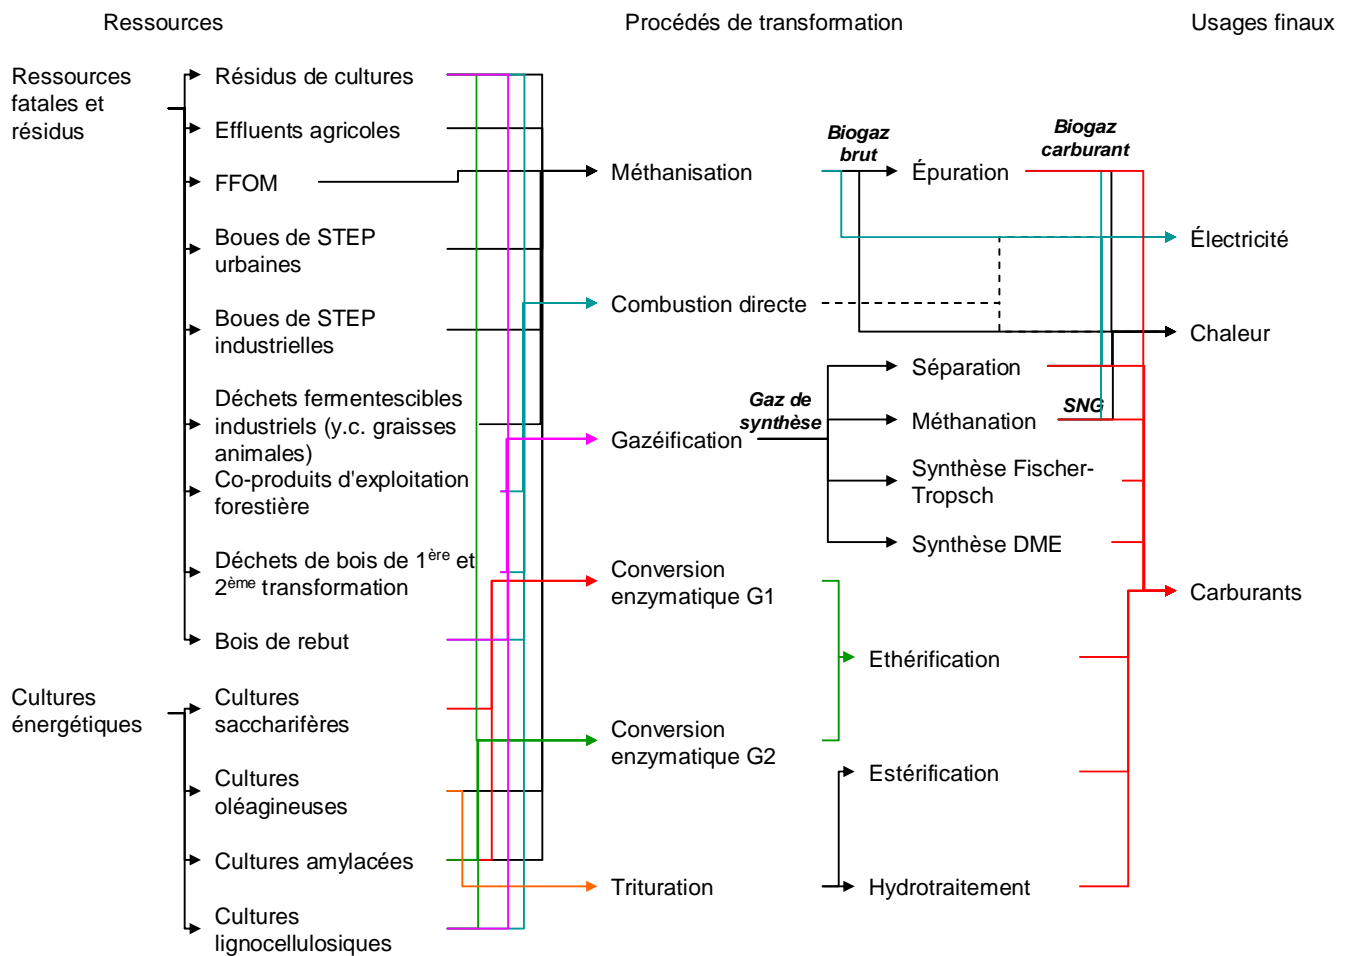 Ressources
Procédés de transformation
Usages finaux
Ressources
fatales et
résidus
Résidus de cultures
Effluents agricoles
FFOM
Boues de STEP
urbaines
Boues de STEP
industrielles
Déchets fermentescibles
industriels (y.c. graisses
animales)
Co-produits d'exploitation
forestière
Déchets de bois de 1ère et
2ème transformation
Bois de rebut
Cultures
énergétiques
Cultures
saccharifères
Cultures
oléagineuses
Cultures amylacées
Cultures
lignocellulosiques
Méthanisation
Combustion directe
Gazéification
Conversion
enzymatique G1
Conversion
enzymatique G2
Trituration
Biogaz
brut
Gaz de
synthèse
Épuration
Séparation
Méthanation
Synthèse Fischer-
Tropsch
Synthèse DME
Ethérification
Estérification
Hydrotraitement
Biogaz
carburant
SNG
Électricité
Chaleur
Carburants